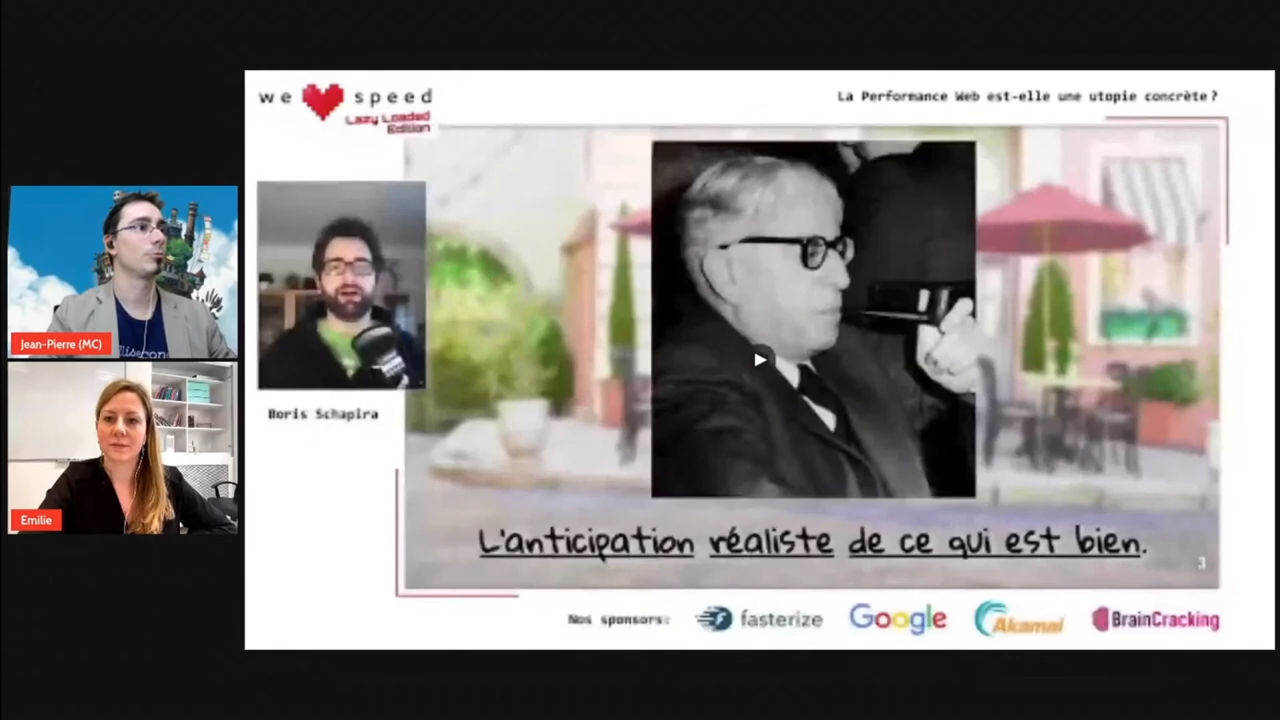 we speed
Lazy Loaded
Edition
La Performance Web est-elle une utopie concrète ?
Jean-Pierre (MC)
Emilie
Boris Schapira
L'anticipation réaliste de ce qui est bien.
3
Nos sponsors:
fasterize
Google
Akamai
BrainCracking